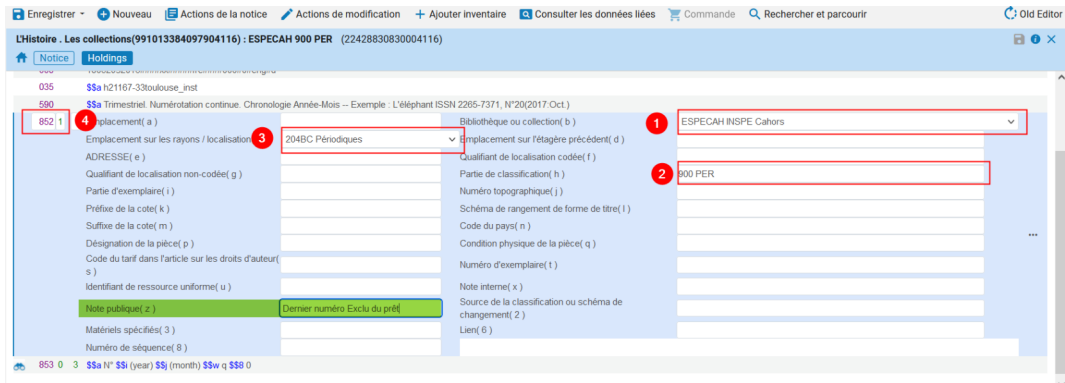 Enregistrer Nouveau Actions de la notice Actions de modification Ajouter inventaire Consulter les données liées Commande Rechercher et parcourir Old Editor
L'Histoire . Les collections(991013384097904116) : ESPECAH 900 PER (22428830830004116)
Notice Holdings
035 $$a h21167-33toulouse_inst
590 $$a Trimestriel. Numérotation continue. Chronologie Année-Mois -- Exemple : L'éléphant ISSN 2265-7371, N°20(2017:Oct.)
852 1 4 Emplacement( a ) Bibliothèque ou collection( b ) 1 ESPECAH INSPE Cahors
Emplacement sur les rayons / localisation 3 204BC Périodiques Emplacement sur l'étagère précédent( d )
ADRESSE( e ) Qualifiant de localisation codée( f )
Qualifiant de localisation non-codée( g ) Partie de classification( h ) 2 900 PER
Partie d'exemplaire( i ) Numéro topographique( j )
Préfixe de la cote( k ) Schéma de rangement de forme de titre( l )
Suffixe de la cote( m ) Code du pays( n )
Désignation de la pièce( p ) Condition physique de la pièce( q )
Code du tarif dans l'article sur les droits d'auteur(
s ) Numéro d'exemplaire( t )
Identifiant de ressource uniforme( u ) Note interne( x )
Note publique( z ) Dernier numéro Exclu du prêt Source de la classification ou schéma de
changement( 2 )
Matériels spécifiés( 3 ) Lien( 6 )
Numéro de séquence( 8 )
853 0 3 $$a N° $$i (year) $$j (month) $$w q $$8 0